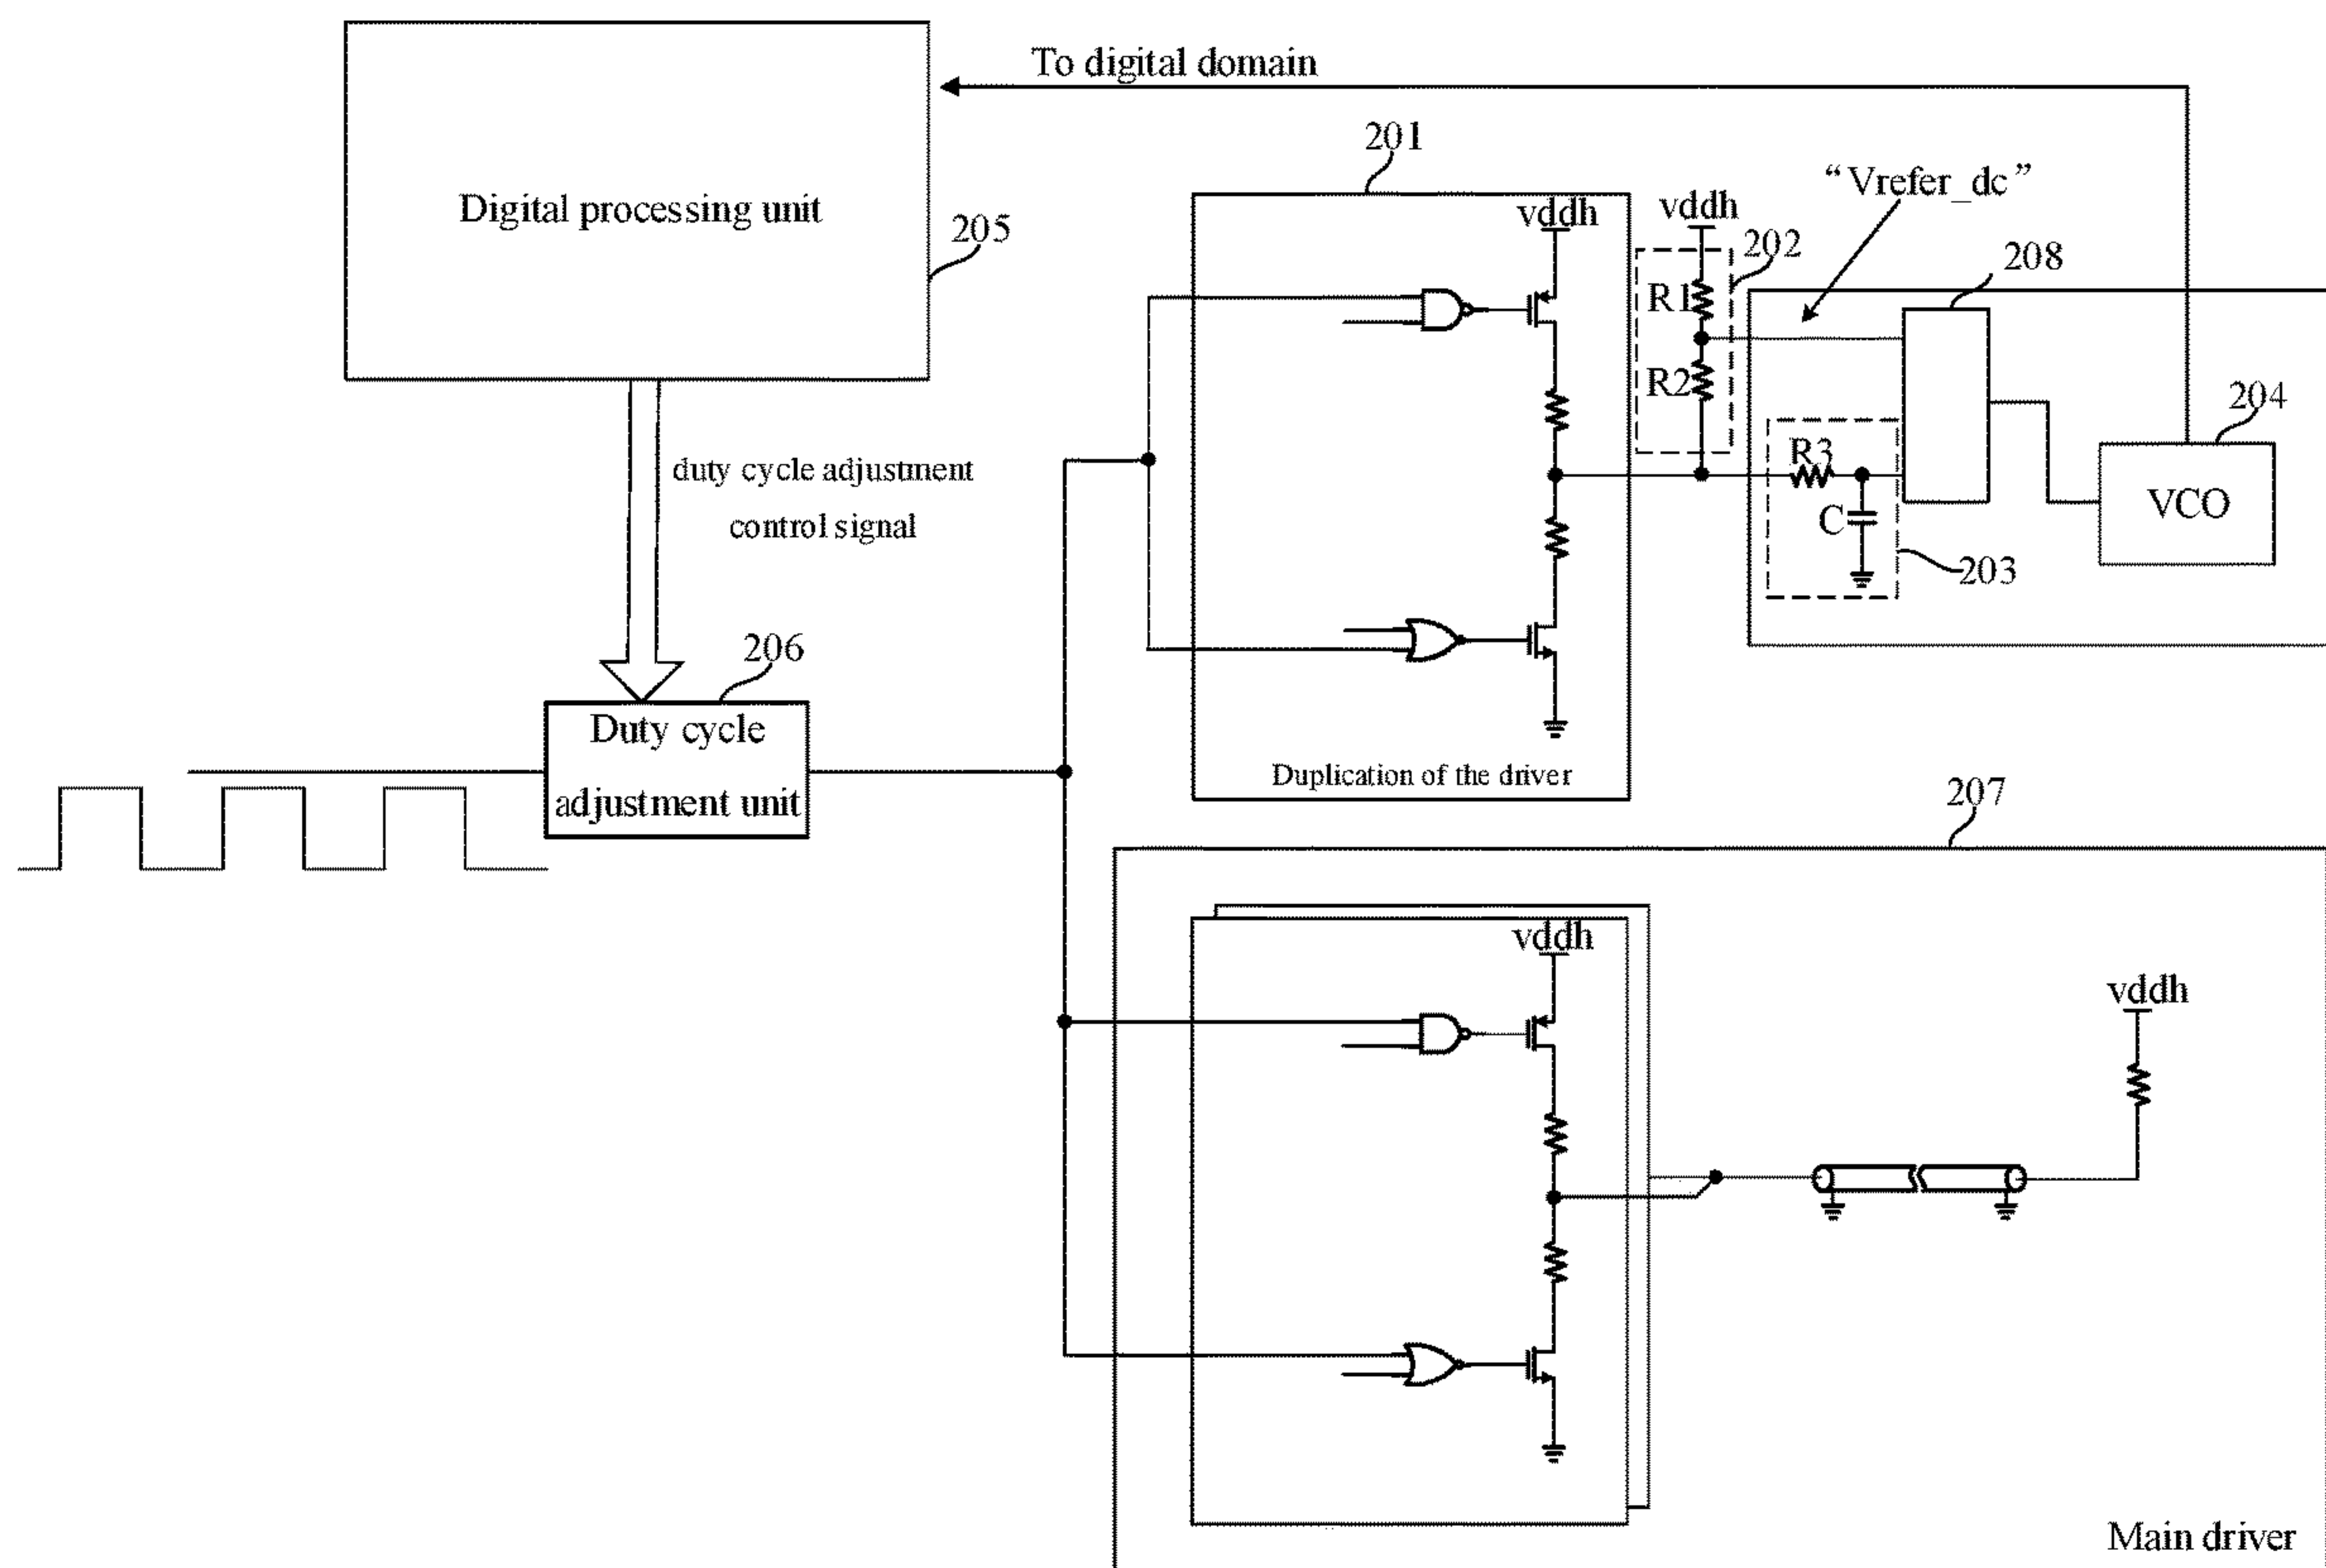 To digital domain
201
"Vrefer_dc"
Digital processing unit
205
vddh
vddh
202
208
R1
R2
204
R3
duty cycle adjustment
control signal
C
VCO
203
206
Duty cycle
adjustment unit
Duplication of the driver
207
vddh
vddh
Main driver